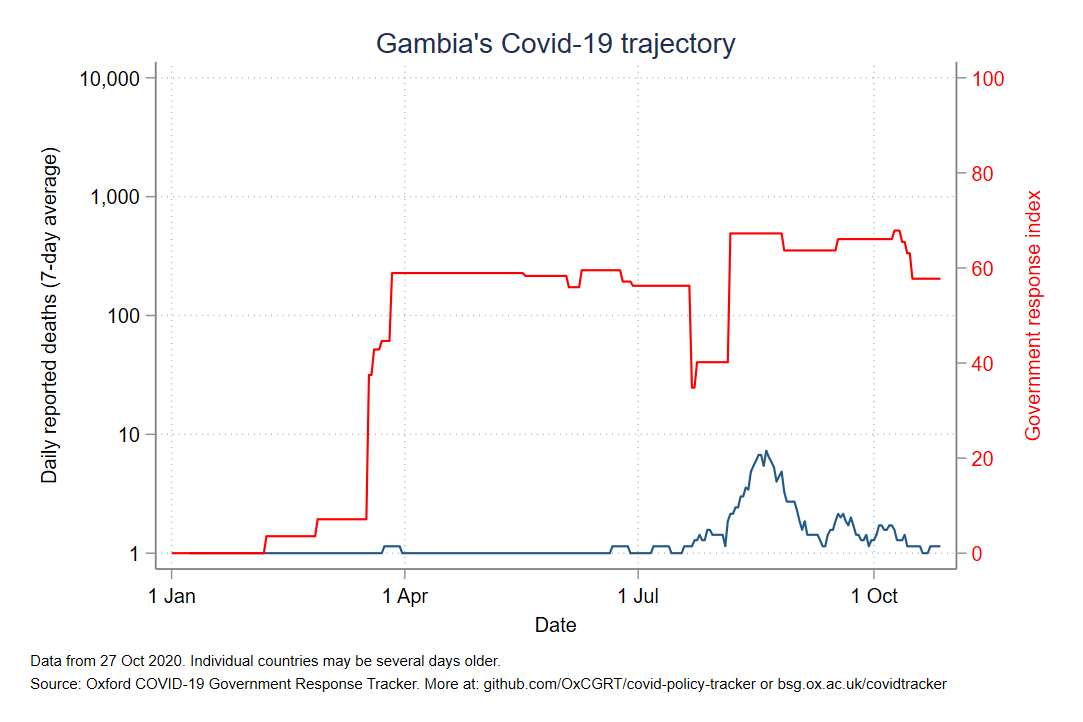 Gambia's Covid-19 trajectory
Daily reported deaths (7-day average)
10,000
1,000
100
10
1
100
80
60
40
20
0
Government response index
1 Jan
1 Apr
1 Jul
1 Oct
Date
Data from 27 Oct 2020. Individual countries may be several days older.
Source: Oxford COVID-19 Government Response Tracker. More at: github.com/OxCGRT/covid-policy-tracker or bsg.ox.ac.uk/covidtracker